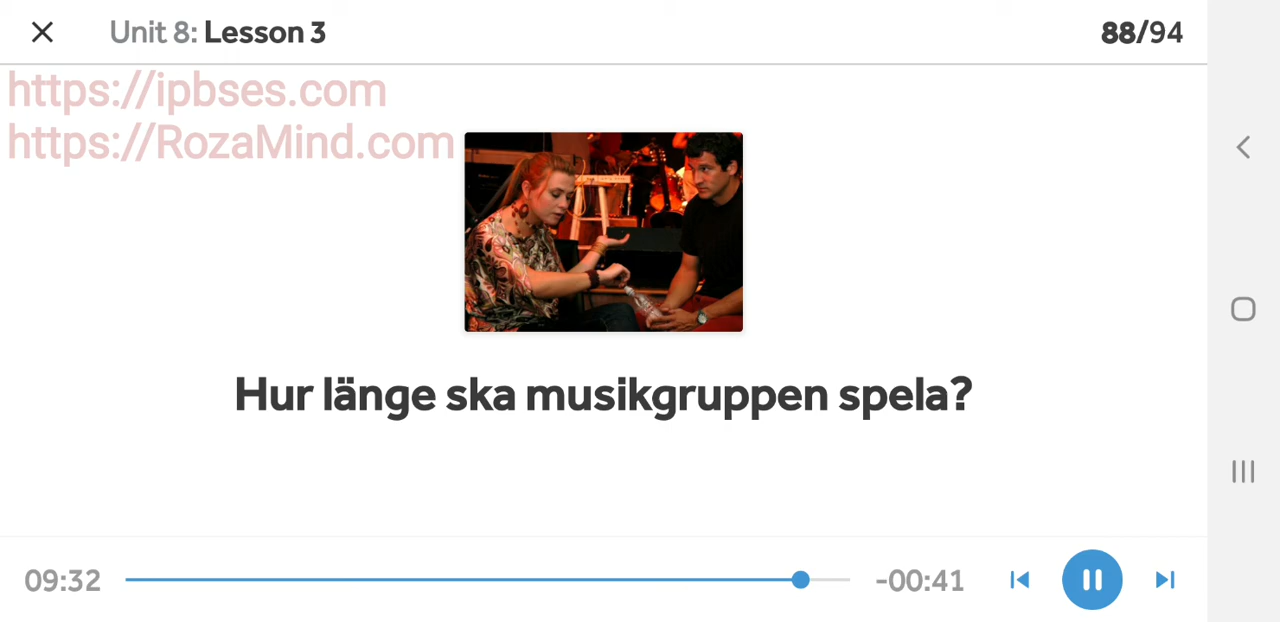 Unit 8: Lesson 3
88/94
https://ipbses.com
https://RozaMind.com
Hur länge ska musikgruppen spela?
09:32
-00:41